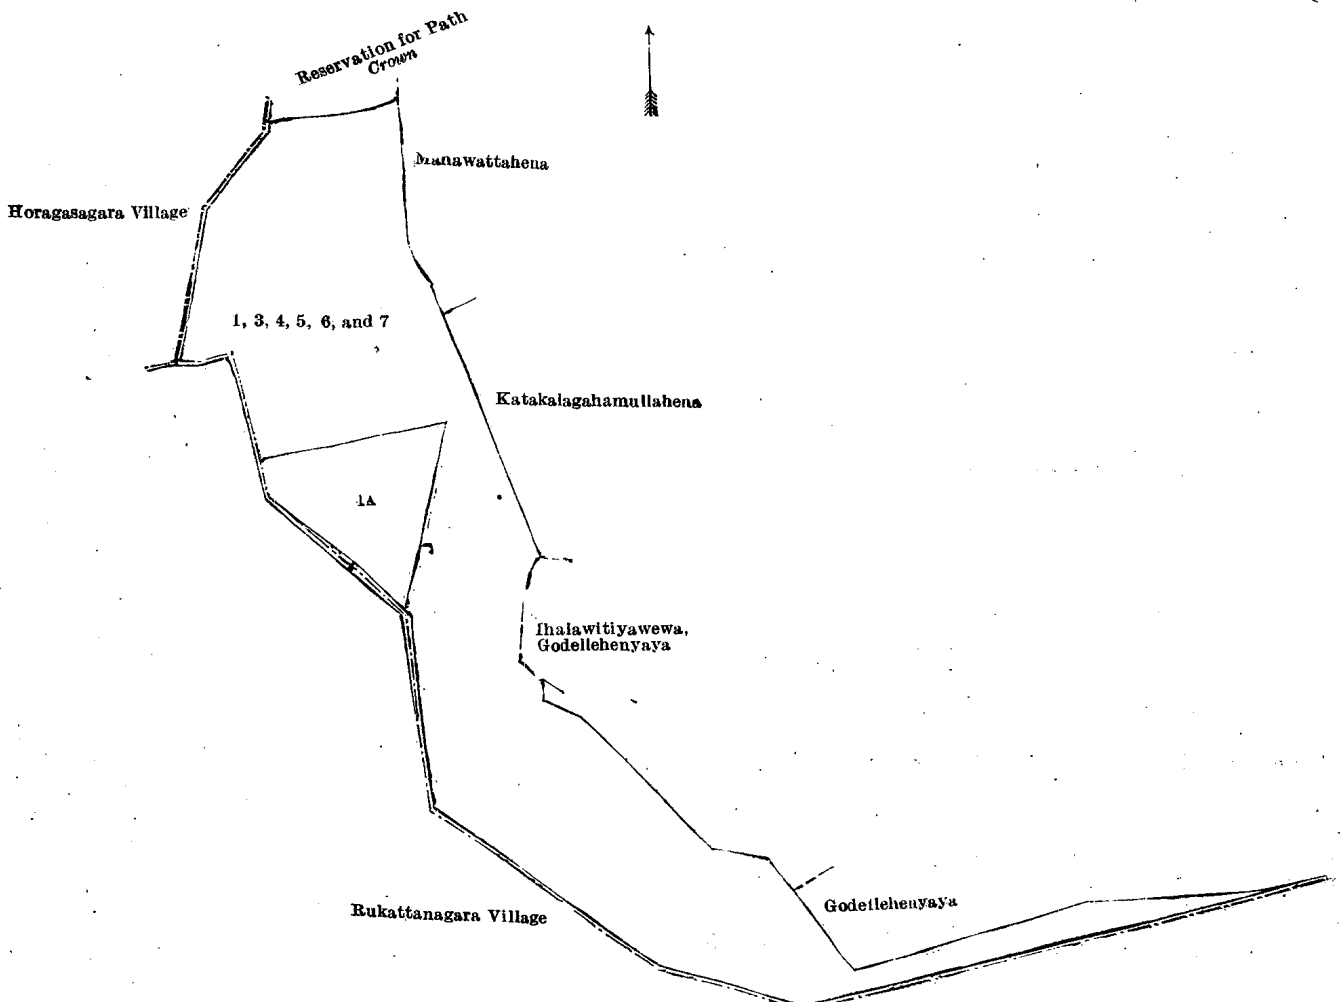 Reservation for Path
Crown
Manawattahena
Horagasagara Village
1, 3, 4, 5, 6, and 7
Katakalagahamullahena
1A
Ihalawitiyawewa,
Godellehenyaya
Godellehenyaya
Rukattanagara Village